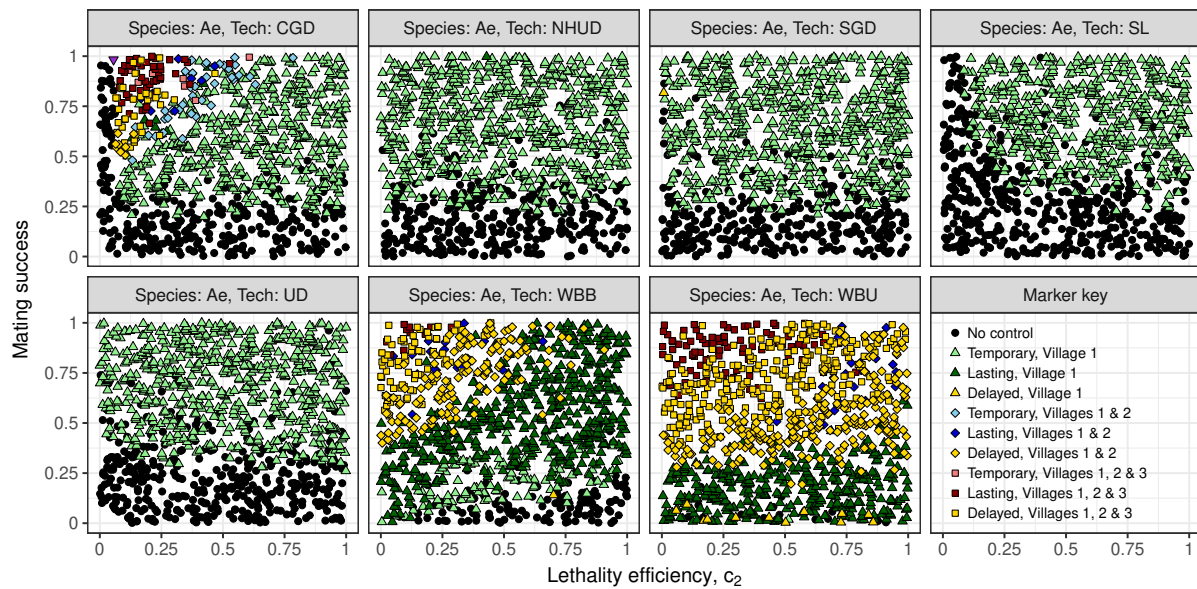 Species: Ae, Tech: CGD
Species: Ae, Tech: NHUD
Species: Ae, Tech: SGD
Species: Ae, Tech: SL
1
0.75
0.5
0.25
0
Species: Ae, Tech: UD
Species: Ae, Tech: WBB
Species: Ae, Tech: WBU
Marker key
1
0.75
0.5
0.25
0
No control
Temporary, Village 1
Lasting, Village 1
Delayed, Village 1
Temporary, Villages 1 & 2
Lasting, Villages 1 & 2
Delayed, Villages 1 & 2
Temporary, Villages 1, 2 & 3
Lasting, Villages 1, 2 & 3
Delayed, Villages 1, 2 & 3
0 0.25 0.5 0.75 1
0 0.25 0.5 0.75 1
0 0.25 0.5 0.75 1
0 0.25 0.5 0.75 1
Mating success
Lethality efficiency, c₂